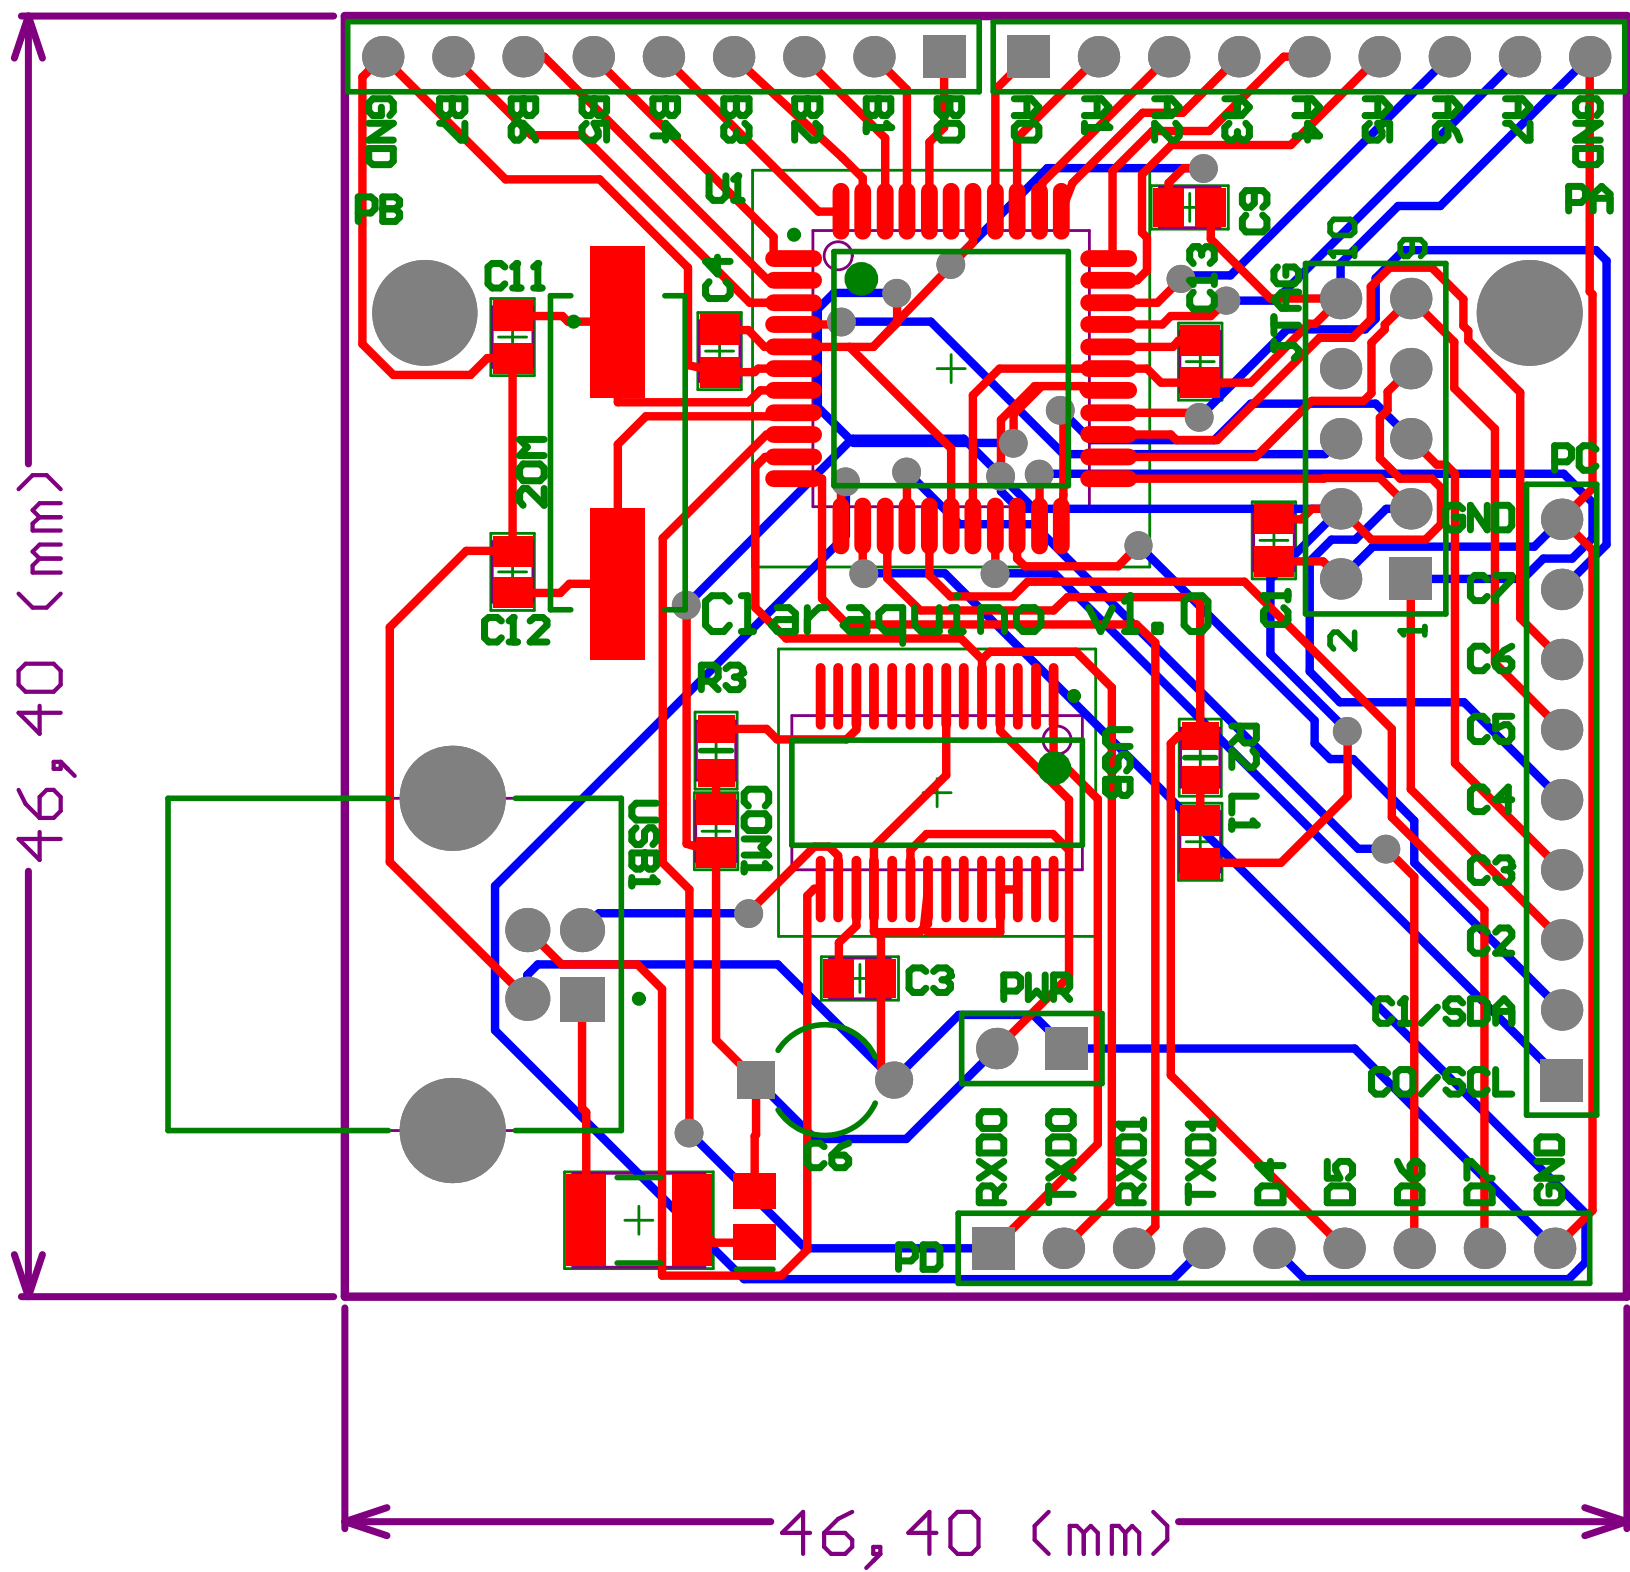 GND B7 B6 B5 B4 B3 B2 B1 B0 A0 A1 A2 A3 A4 A5 A6 A7 GND
PB
U1
C9
PA
10
9
C11
C4
C13
JTAG
20M
PC
GND
C7
C12
Claraquino v1.0
C1
2
1
C6
R3
C5
USB
R2
C4
46,40 (mm)
USB1
COM1
L1
C3
C2
C3
PWR
C1/SDA
C0/SCL
C6
RXD0
TXD0
RXD1
TXD1
D4
D5
D6
D7
GND
PD
46,40 (mm)